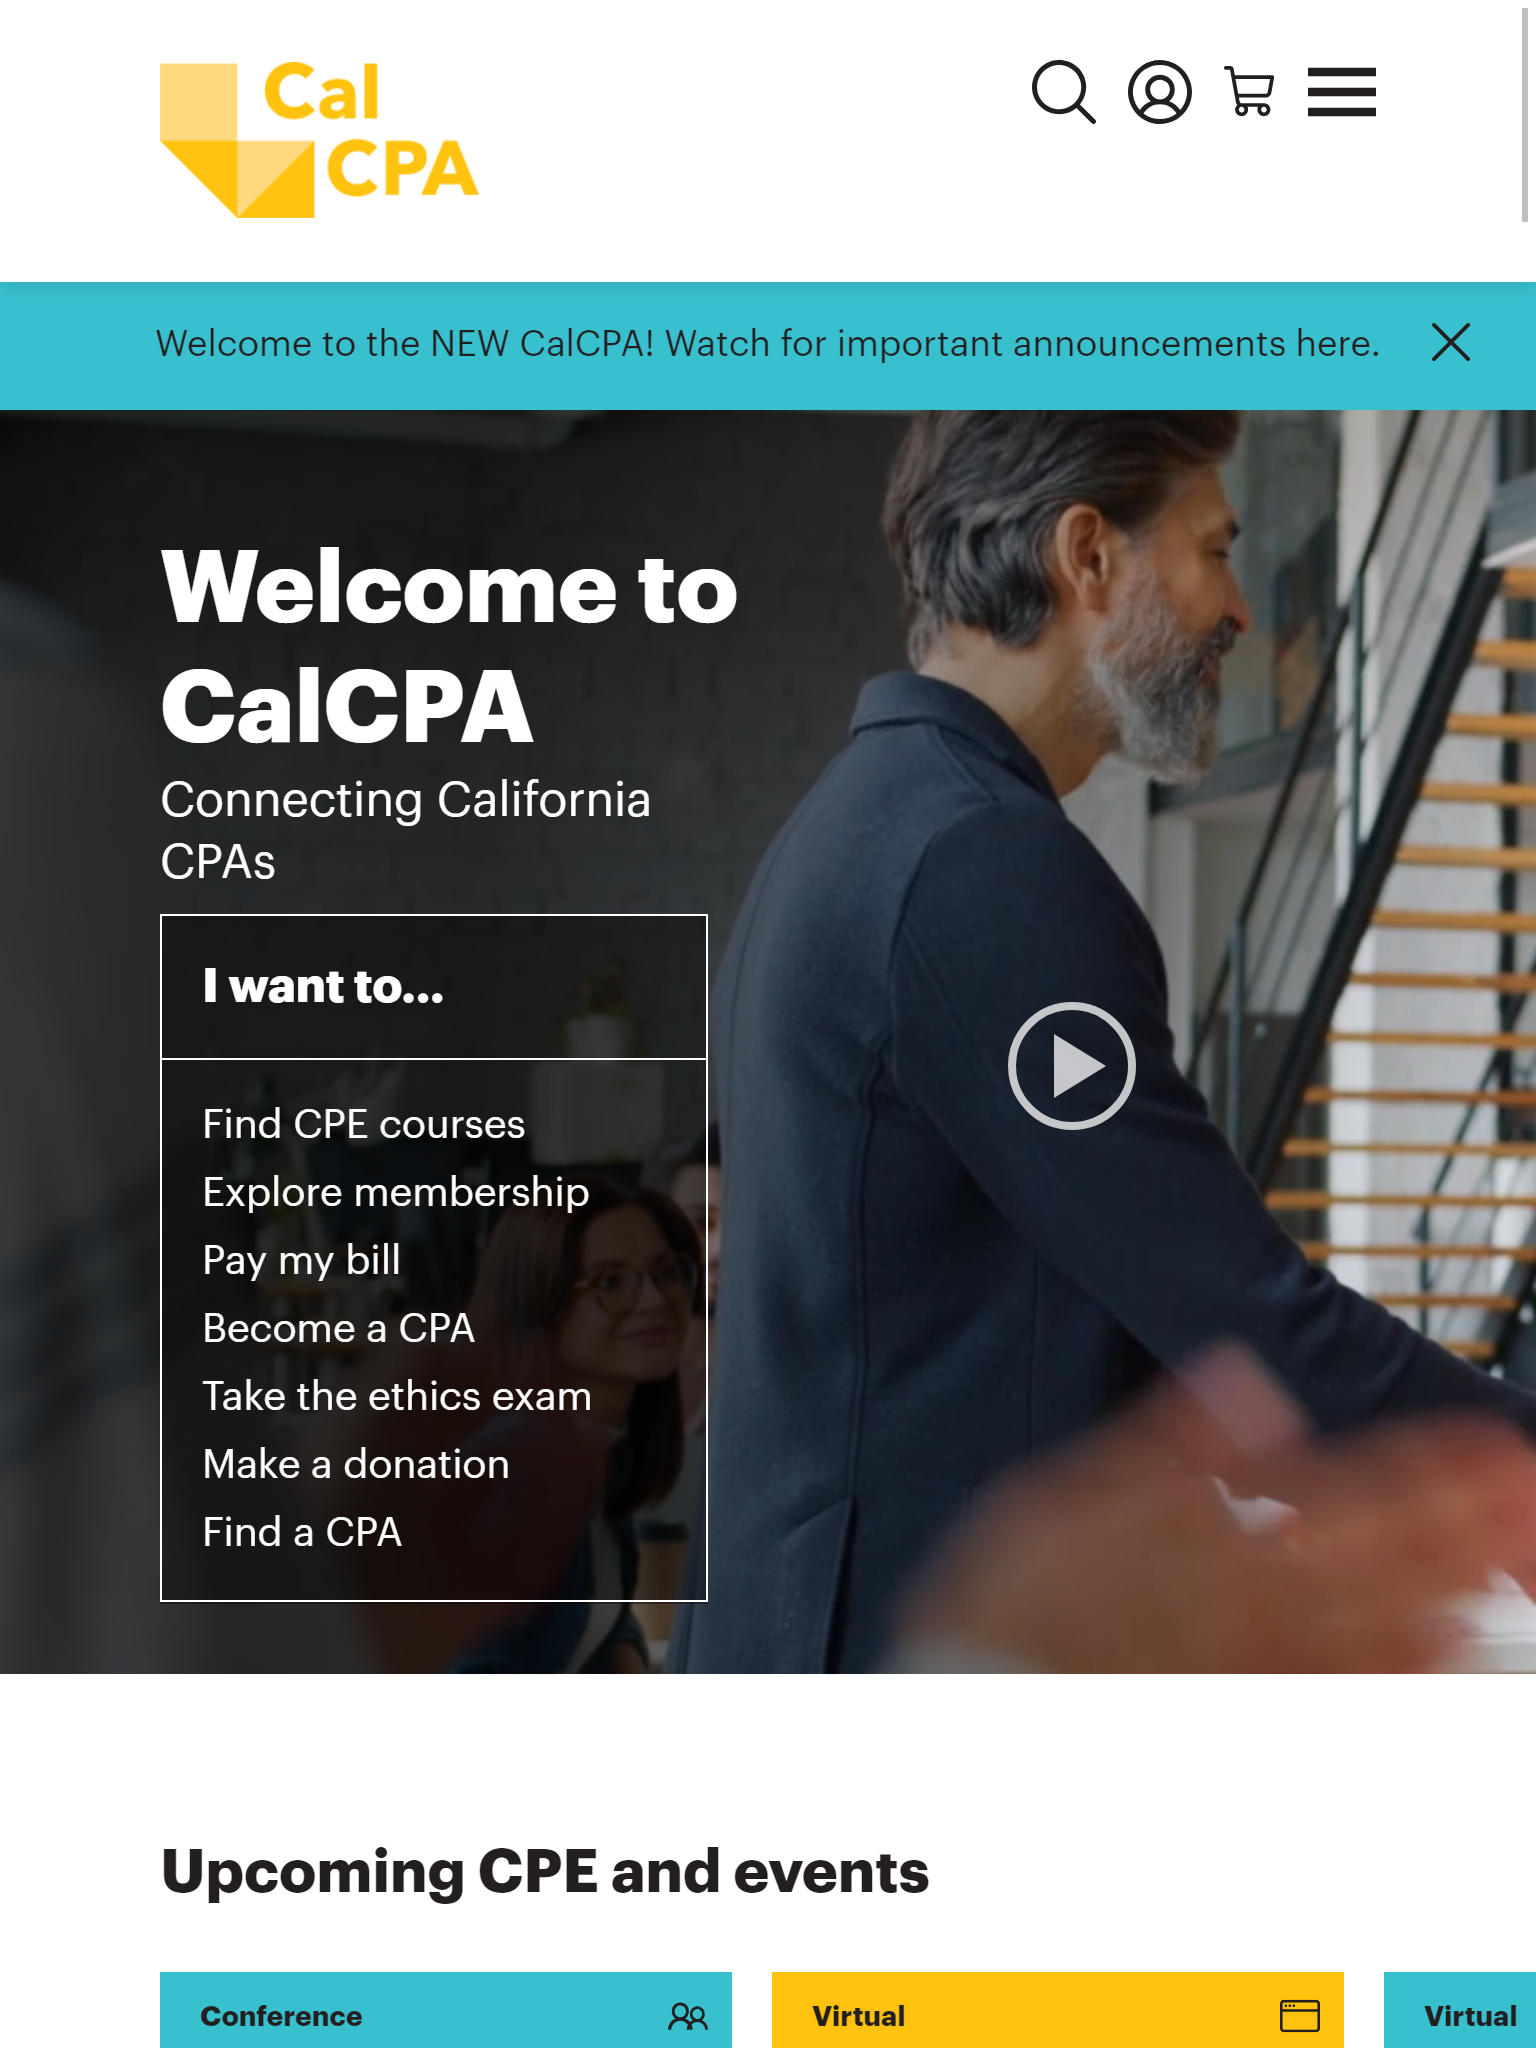 Cal
CPA
Welcome to the NEW CalCPA! Watch for important announcements here.
Welcome to
CalCPA
Connecting California
CPAs
I want to...
Find CPE courses
Explore membership
Pay my bill
Become a CPA
Take the ethics exam
Make a donation
Find a CPA
Upcoming CPE and events
Conference
Virtual
Virtual